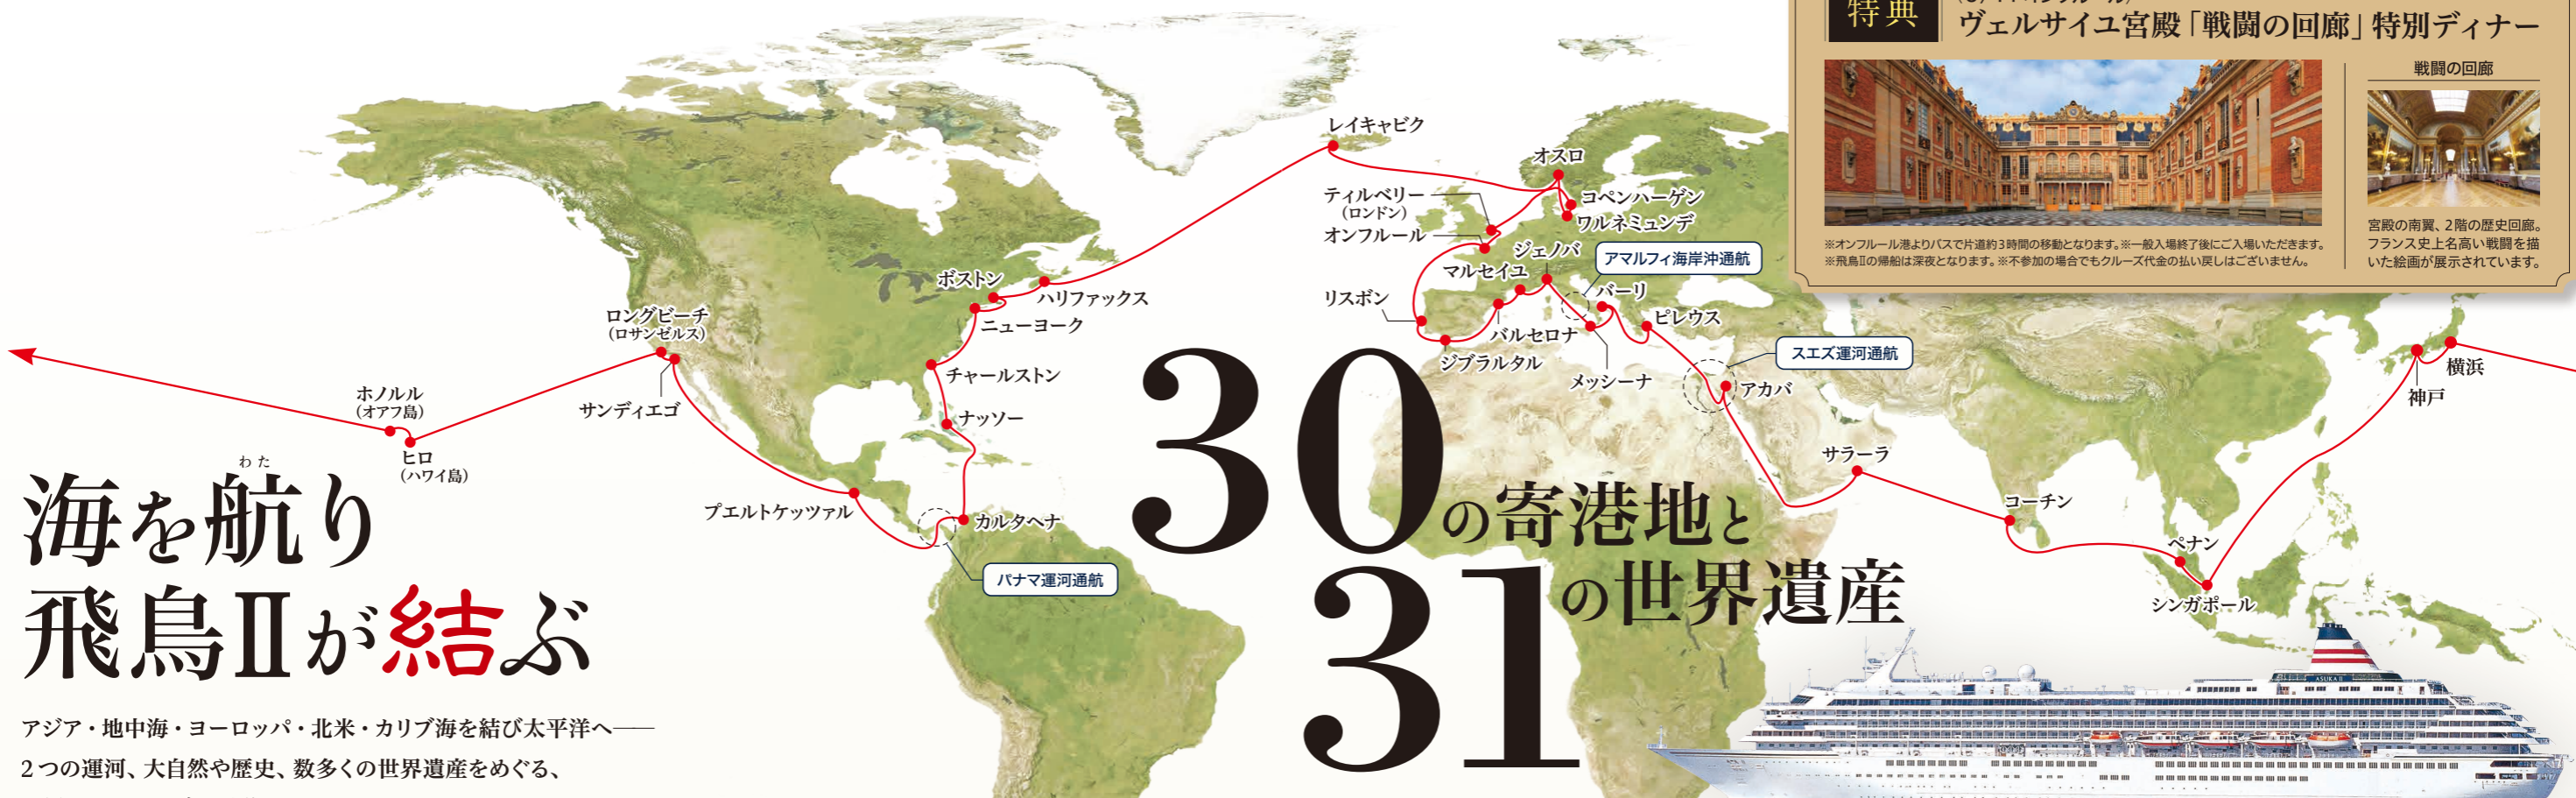 特典
ヴェルサイユ宮殿「戦闘の回廊」特別ディナー
戦闘の回廊
宮殿の南翼、2階の歴史回廊。
フランス史上名高い戦闘を描
いた絵画が展示されています。
※オンフルール港よりバスで片道約3時間の移動となります。※一般入場終了後にご入場いただきます。
※飛鳥Ⅱの帰船は深夜となります。※不参加の場合でもクルーズ代金の払い戻しはございません。
レイキャビク
オスロ
ティルベリー
(ロンドン)
コペンハーゲン
ワルネミュンデ
オンフルール
ジェノバ
アマルフィ海岸沖通航
マルセイユ
ボストン
ハリファックス
リスボン
バーリ
ロングビーチ
(ロサンゼルス)
ニューヨーク
バルセロナ
ピレウス
ジブラルタル
スエズ運河通航
横浜
神戸
チャールストン
メッシーナ
アカバ
ホノルル
(オアフ島)
サンディエゴ
ナッソー
ヒロ
(ハワイ島)
サラーラ
プエルトケッツァル
カルタヘナ
コーチン
ペナン
パナマ運河通航
シンガポール
わた
海を航り
飛鳥Ⅱが結ぶ
30の寄港地と
31の世界遺産
アジア・地中海・ヨーロッパ・北米・カリブ海を結び太平洋へ――
2つの運河、大自然や歴史、数多くの世界遺産をめぐる、
ASUKA II